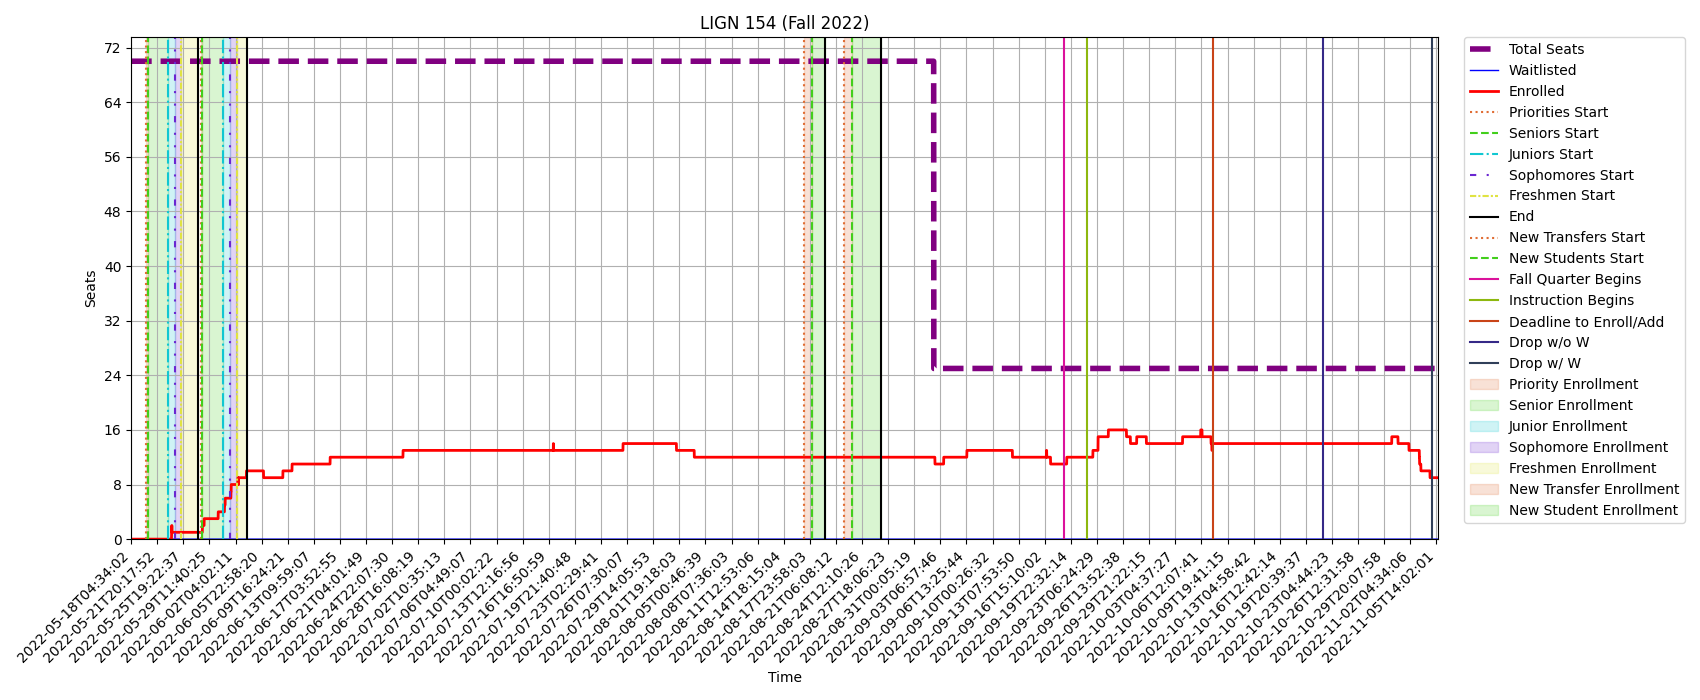 LIGN 154 (Fall 2022)
Seats
72
64
56
48
40
32
24
16
8
0
2022-05-18T04:34:02
2022-05-21T20:17:52
2022-05-25T19:22:37
2022-05-29T11:40:25
2022-06-02T04:02:11
2022-06-05T22:58:20
2022-06-09T16:24:21
2022-06-13T09:59:07
2022-06-17T03:52:55
2022-06-21T04:01:49
2022-06-24T22:07:30
2022-06-28T16:08:19
2022-07-02T10:35:13
2022-07-06T04:49:07
2022-07-10T00:02:22
2022-07-13T12:16:56
2022-07-16T16:50:59
2022-07-19T21:40:48
2022-07-23T02:29:41
2022-07-26T07:30:07
2022-07-29T14:05:53
2022-08-01T19:18:03
2022-08-05T00:46:39
2022-08-08T07:36:03
2022-08-11T12:53:06
2022-08-14T18:15:04
2022-08-17T23:58:03
2022-08-21T06:08:12
2022-08-24T12:10:26
2022-08-27T18:06:23
2022-08-31T00:05:19
2022-09-03T06:57:46
2022-09-06T13:25:44
2022-09-10T00:26:32
2022-09-13T07:53:50
2022-09-16T15:10:02
2022-09-19T22:32:14
2022-09-23T06:24:29
2022-09-26T13:52:38
2022-09-29T21:22:15
2022-10-03T04:37:27
2022-10-06T12:07:41
2022-10-09T19:41:15
2022-10-13T04:58:42
2022-10-16T12:42:14
2022-10-19T20:39:37
2022-10-23T04:44:23
2022-10-26T12:31:58
2022-10-29T20:07:58
2022-11-02T04:34:06
2022-11-05T14:02:01
Time
Total Seats
Waitlisted
Enrolled
Priorities Start
Seniors Start
Juniors Start
Sophomores Start
Freshmen Start
End
New Transfers Start
New Students Start
Fall Quarter Begins
Instruction Begins
Deadline to Enroll/Add
Drop w/o W
Drop w/ W
Priority Enrollment
Senior Enrollment
Junior Enrollment
Sophomore Enrollment
Freshmen Enrollment
New Transfer Enrollment
New Student Enrollment